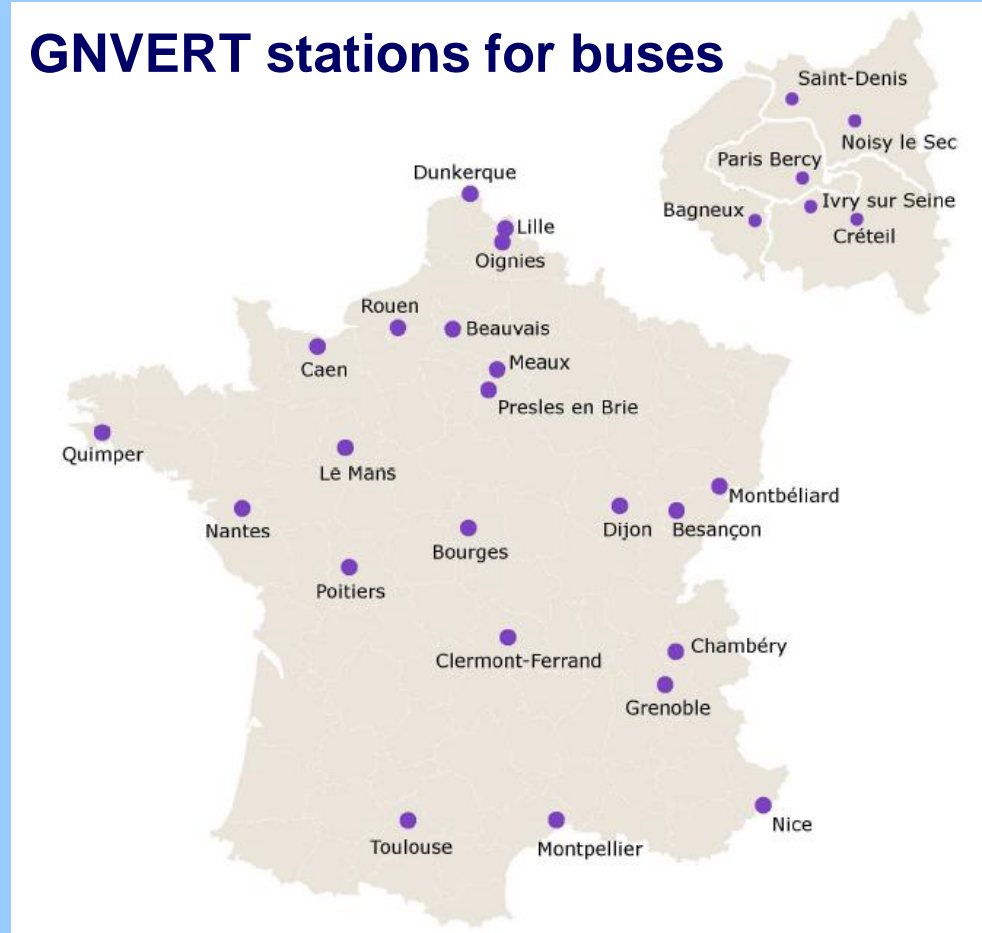 GNVERT stations for buses
Saint-Denis
Noisy le Sec
Paris Bercy
Ivry sur Seine
Bagneux
Créteil
Dunkerque
Lille
Oignies
Rouen
Beauvais
Caen
Meaux
Presles en Brie
Quimper
Le Mans
Montbéliard
Nantes
Dijon
Besançon
Bourges
Poitiers
Chambéry
Clermont-Ferrand
Grenoble
Nice
Toulouse
Montpellier